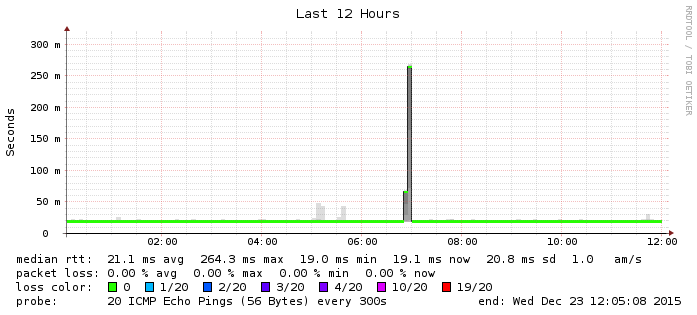 Last 12 Hours
RRDTOOL / TOBI OETIKER
Seconds
300 m
250 m
200 m
150 m
100 m
50 m
0
02:00 04:00 06:00 08:00 10:00 12:00
median rtt: 21.1 ms avg 264.3 ms max 19.0 ms min 19.1 ms now 20.8 ms sd 1.0 am/s
packet loss: 0.00 % avg 0.00 % max 0.00 % min 0.00 % now
loss color: 0 1/20 2/20 3/20 4/20 10/20 19/20
probe: 20 ICMP Echo Pings (56 Bytes) every 300s end: Wed Dec 23 12:05:08 2015